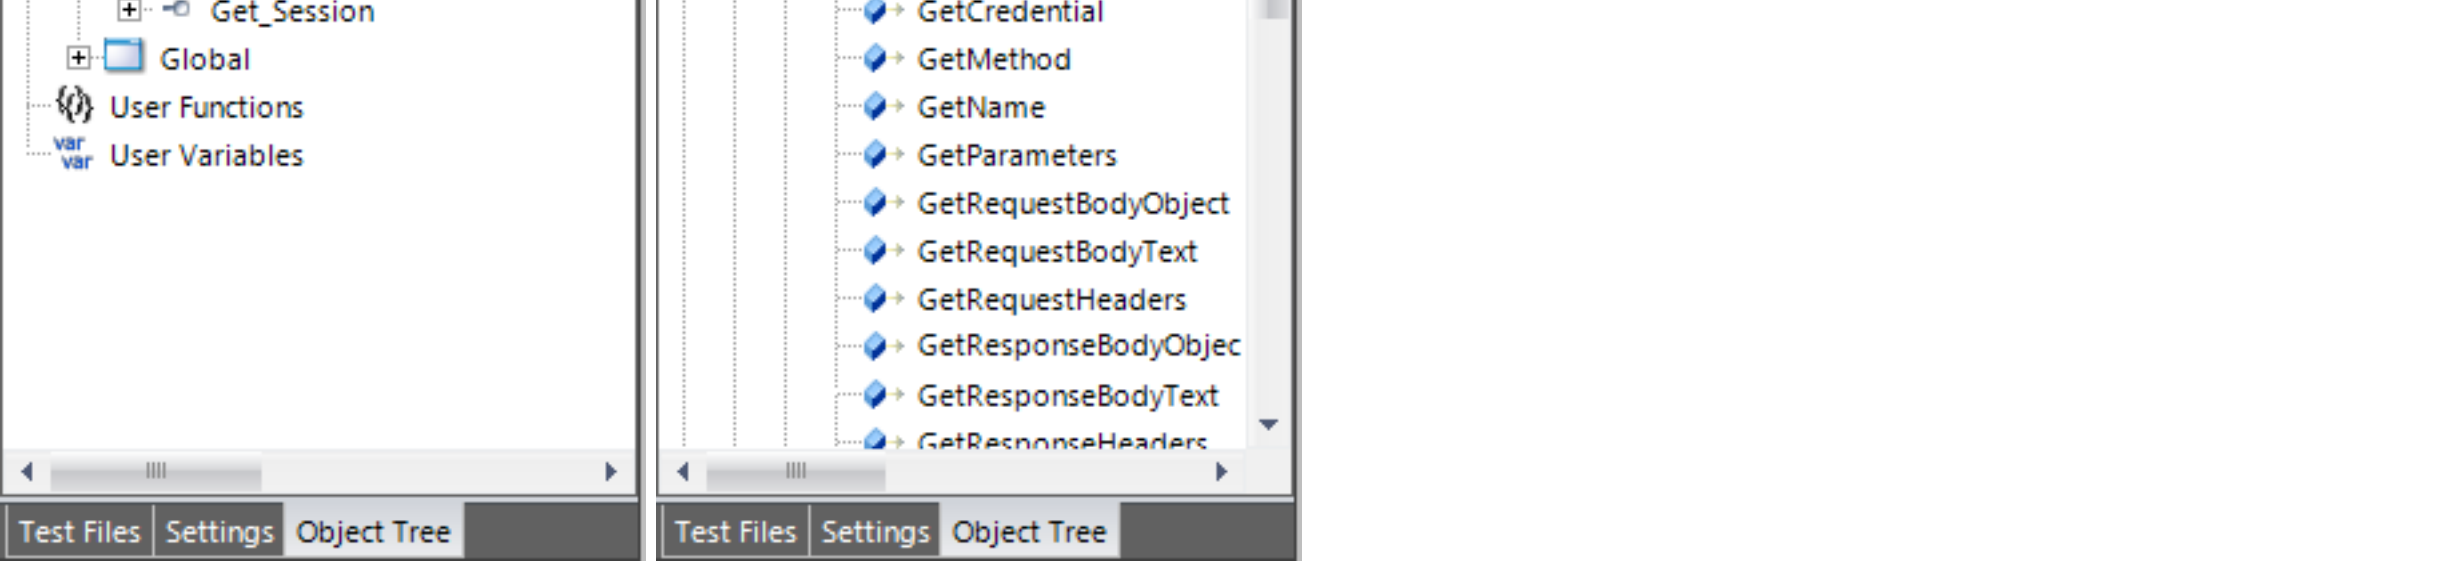 Get_Session
Global
User Functions
var
var
User Variables
Test Files
Settings
Object Tree
GetCredential
GetMethod
GetName
GetParameters
GetRequestBodyObject
GetRequestBodyText
GetRequestHeaders
GetResponseBodyObjec
GetResponseBodyText
GetResponseHeaders
Test Files
Settings
Object Tree